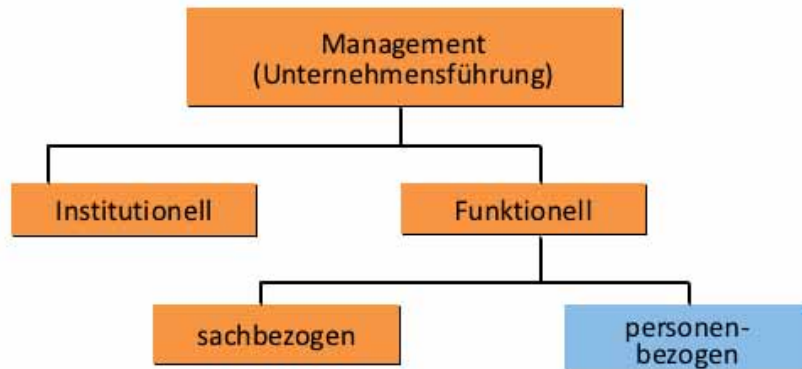 Management
(Unternehmensführung)
Institutionell
Funktionell
sachbezogen
personen-
bezogen